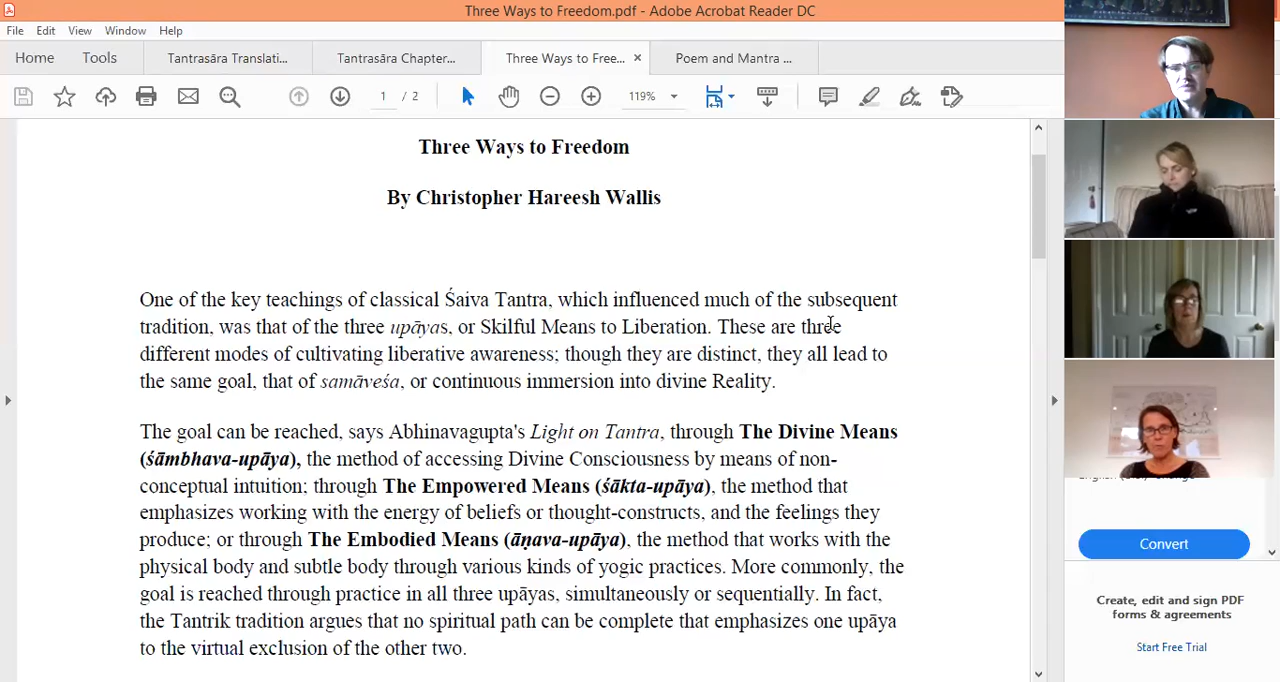 Three Ways to Freedom.pdf - Adobe Acrobat Reader DC
File Edit View Window Help
Home Tools Tantrasāra Translati... Tantrasāra Chapter... Three Ways to Free... × Poem and Mantra ...
1 / 2 119%
Three Ways to Freedom
By Christopher Hareesh Wallis
One of the key teachings of classical Śaiva Tantra, which influenced much of the subsequent
tradition, was that of the three upāyas, or Skilful Means to Liberation. These are three
different modes of cultivating liberative awareness; though they are distinct, they all lead to
the same goal, that of samāveśa, or continuous immersion into divine Reality.
The goal can be reached, says Abhinavagupta's Light on Tantra, through The Divine Means
(śāmbhava-upāya), the method of accessing Divine Consciousness by means of non-
conceptual intuition; through The Empowered Means (śākta-upāya), the method that
emphasizes working with the energy of beliefs or thought-constructs, and the feelings they
produce; or through The Embodied Means (āṇava-upāya), the method that works with the
physical body and subtle body through various kinds of yogic practices. More commonly, the
goal is reached through practice in all three upāyas, simultaneously or sequentially. In fact,
the Tantrik tradition argues that no spiritual path can be complete that emphasizes one upāya
to the virtual exclusion of the other two.
Convert
Create, edit and sign PDF
forms & agreements
Start Free Trial